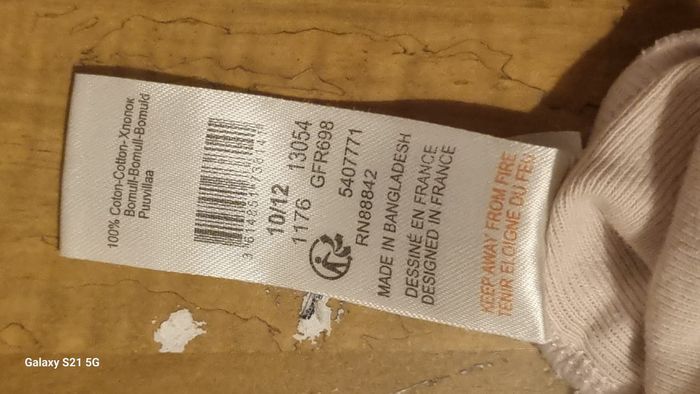 100% Coton-Cotton-Хлопок
Bomull-Bomull-Bomuld
Puuvillaa
10/12 13054
1176 GFR698
5407771
RN88842
MADE IN BANGLADESH
DESSINÉ EN FRANCE
DESIGNED IN FRANCE
KEEP AWAY FROM FIRE
TENIR ELOIGNE DU FEU
Galaxy S21 5G